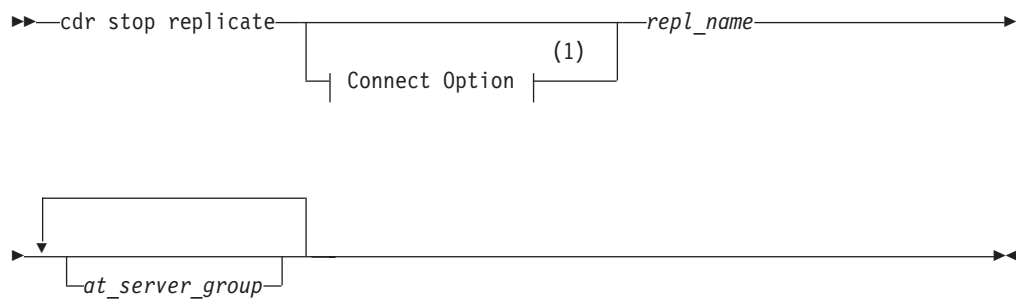 cdr stop replicate repl_name
(1)
Connect Option
at_server_group